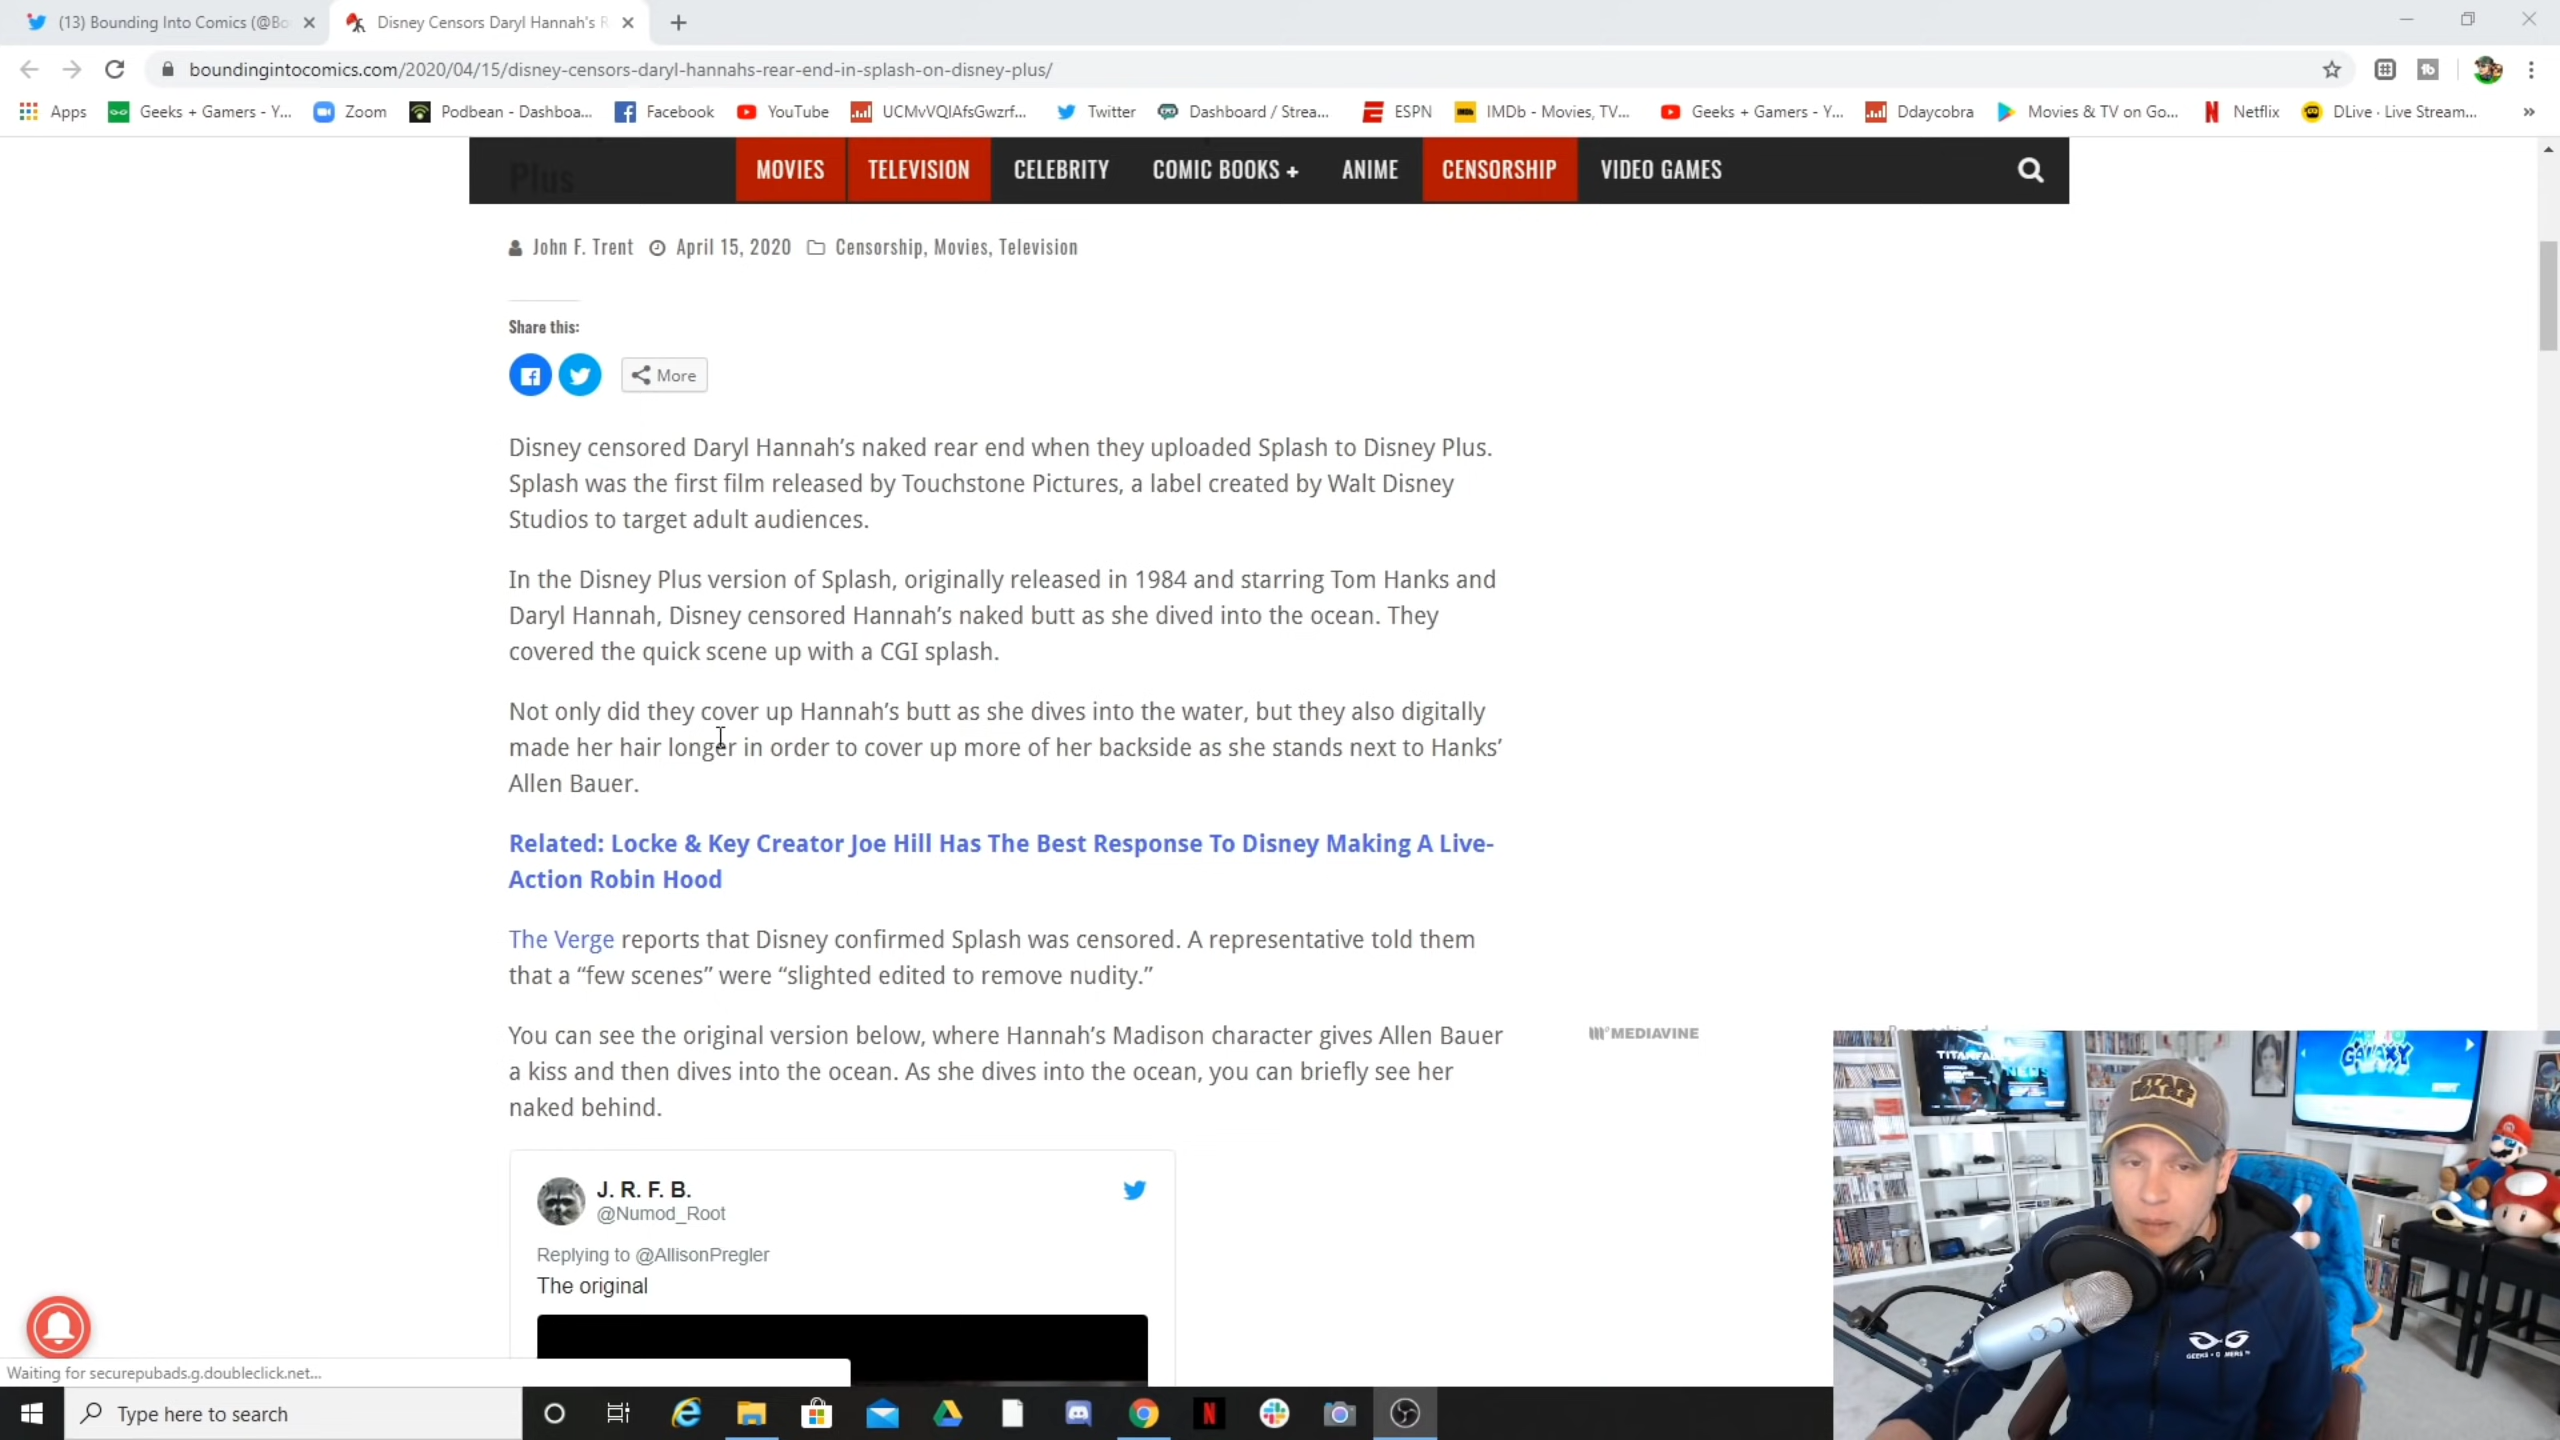 (13) Bounding Into Comics (@Bo
Disney Censors Daryl Hannah's R
boundingintocomics.com/2020/04/15/disney-censors-daryl-hannahs-rear-end-in-splash-on-disney-plus/
Apps
Geeks + Gamers - Y...
Zoom
Podbean - Dashboa...
Facebook
YouTube
UCMvVQIAfsGwzrf...
Twitter
Dashboard / Strea...
ESPN
IMDb - Movies, TV...
Geeks + Gamers - Y...
Ddaycobra
Movies & TV on Go...
Netflix
DLive · Live Stream...
»
Plus
MOVIES
TELEVISION
CELEBRITY
COMIC BOOKS +
ANIME
CENSORSHIP
VIDEO GAMES
John F. Trent April 15, 2020 Censorship, Movies, Television
Share this:
More
Disney censored Daryl Hannah’s naked rear end when they uploaded Splash to Disney Plus.
Splash was the first film released by Touchstone Pictures, a label created by Walt Disney
Studios to target adult audiences.
In the Disney Plus version of Splash, originally released in 1984 and starring Tom Hanks and
Daryl Hannah, Disney censored Hannah’s naked butt as she dived into the ocean. They
covered the quick scene up with a CGI splash.
Not only did they cover up Hannah’s butt as she dives into the water, but they also digitally
made her hair longer in order to cover up more of her backside as she stands next to Hanks’
Allen Bauer.
Related: Locke & Key Creator Joe Hill Has The Best Response To Disney Making A Live-
Action Robin Hood
The Verge reports that Disney confirmed Splash was censored. A representative told them
that a “few scenes” were “slighted edited to remove nudity.”
You can see the original version below, where Hannah’s Madison character gives Allen Bauer
a kiss and then dives into the ocean. As she dives into the ocean, you can briefly see her
naked behind.
MEDIAVINE
J. R. F. B.
@Numod_Root
Replying to @AllisonPregler
The original
GALAXY
STAR WARS
GEEKS + GAMERS
Waiting for securepubads.g.doubleclick.net...
Type here to search